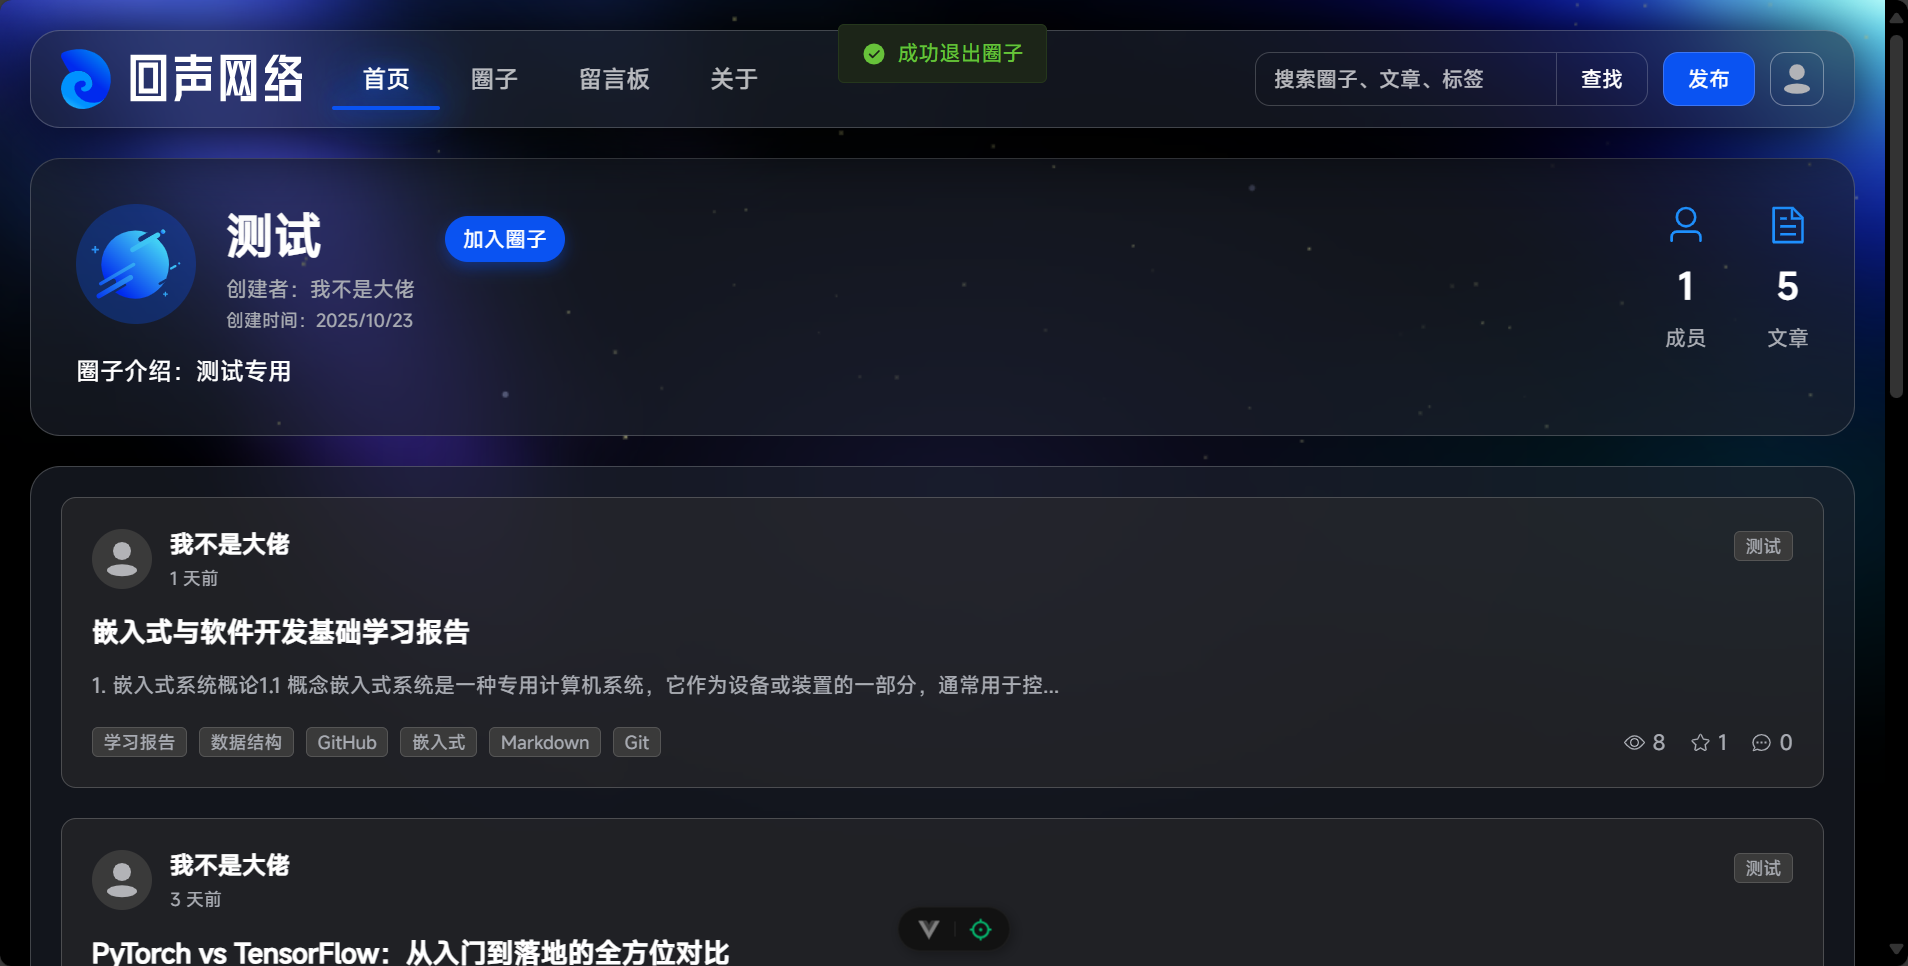 回声网络
首页
圈子
留言板
关于
成功退出圈子
搜索圈子、文章、标签
查找
发布
测试
加入圈子
创建者：我不是大佬
创建时间：2025/10/23
圈子介绍：测试专用
1
成员
5
文章
我不是大佬
1 天前
测试
嵌入式与软件开发基础学习报告
1. 嵌入式系统概论1.1 概念嵌入式系统是一种专用计算机系统，它作为设备或装置的一部分，通常用于控...
学习报告
数据结构
GitHub
嵌入式
Markdown
Git
8
1
0
我不是大佬
3 天前
测试
PyTorch vs TensorFlow：从入门到落地的全方位对比